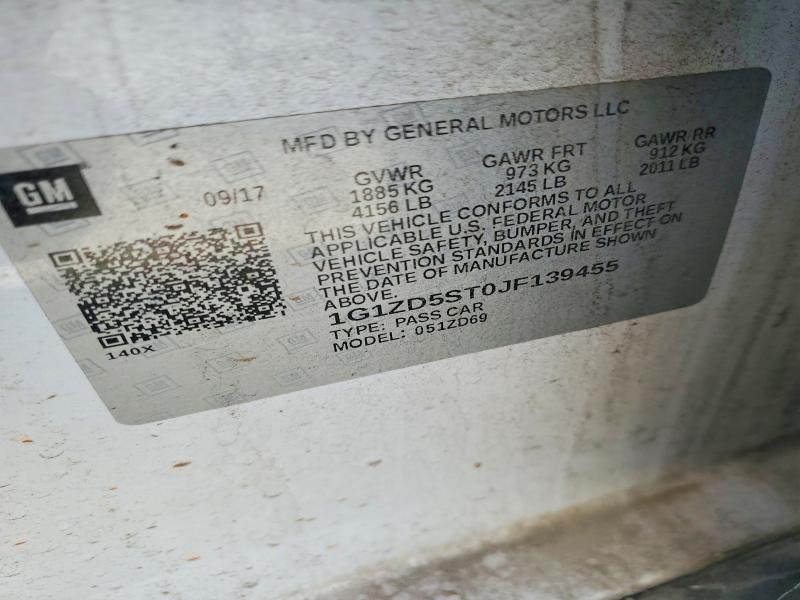 MFD BY GENERAL MOTORS LLC
GM
09/17
GVWR
1885 KG
4156 LB
GAWR FRT
973 KG
2145 LB
GAWR RR
912 KG
2011 LB
THIS VEHICLE CONFORMS TO ALL
APPLICABLE U.S. FEDERAL MOTOR
VEHICLE SAFETY, BUMPER, AND THEFT
PREVENTION STANDARDS IN EFFECT ON
THE DATE OF MANUFACTURE SHOWN
ABOVE.
1G1ZD5ST0JF139455
TYPE: PASS CAR
MODEL: 051ZD69
140X